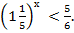 (1 1/5)^x < 5/6.